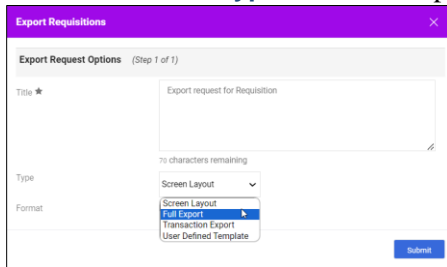 Export Requisitions
Export Request Options (Step 1 of 1)
Title ★
Export request for Requisition
70 characters remaining
Type
Screen Layout
Format
Screen Layout
Full Export
Transaction Export
User Defined Template
Submit